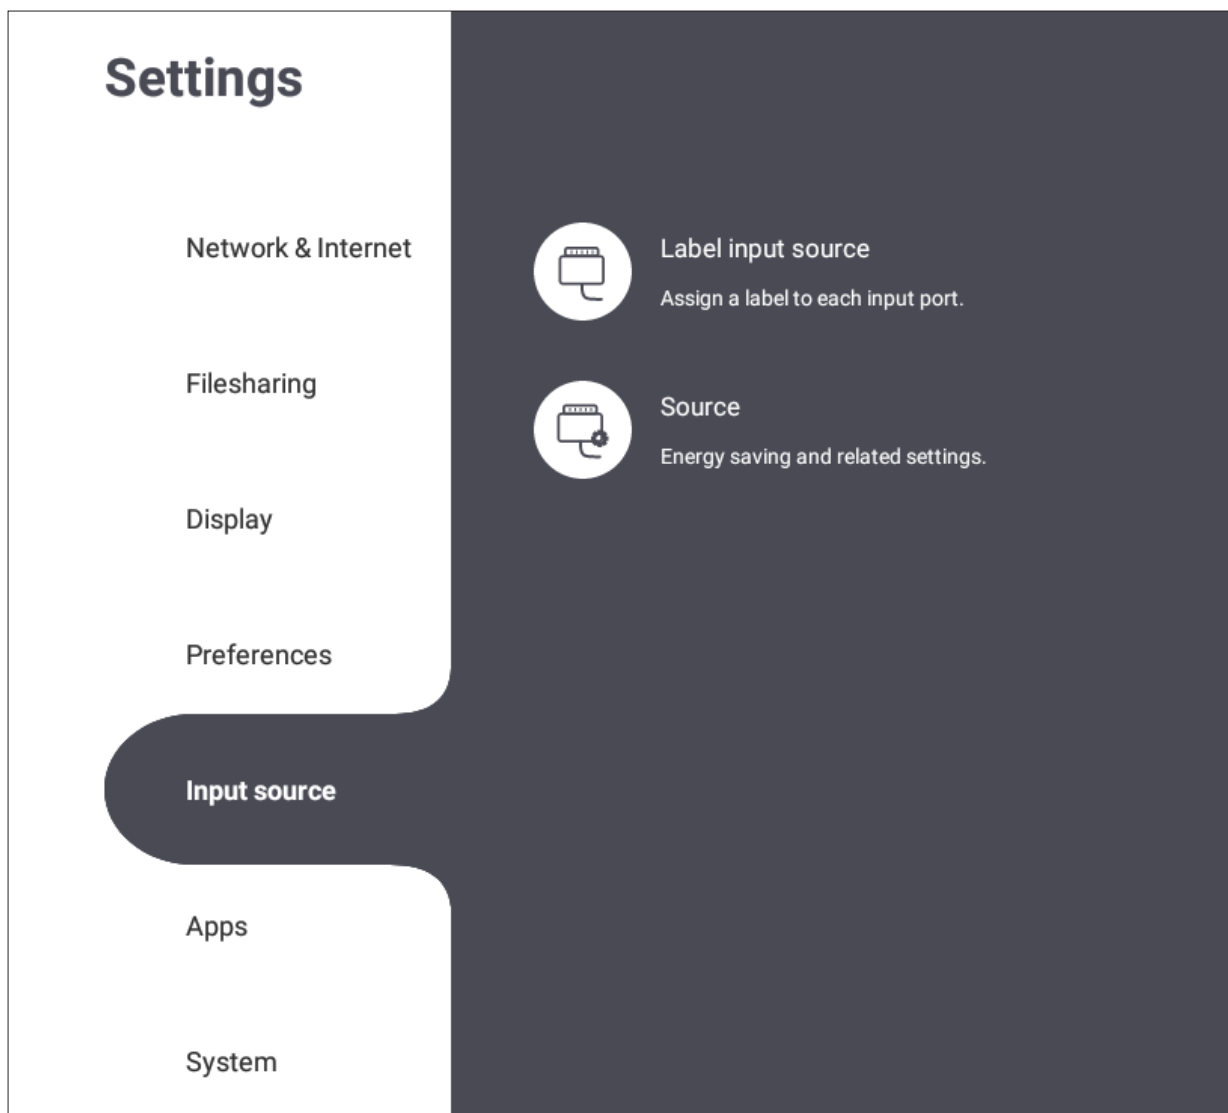 Settings
Network & Internet
Filesharing
Display
Preferences
Input source
Apps
System
Label input source
Assign a label to each input port.
Source
Energy saving and related settings.